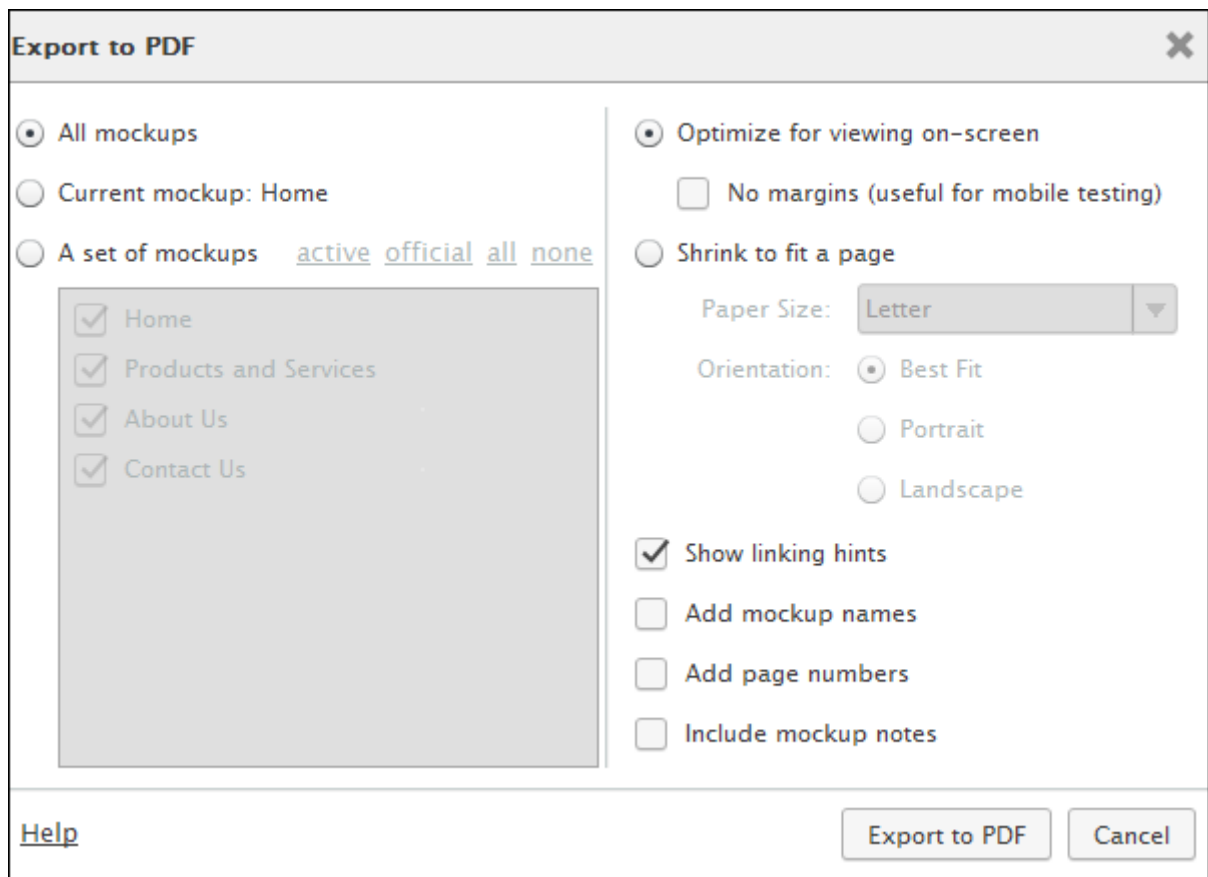 Export to PDF
All mockups
Current mockup: Home
A set of mockups active official all none
Home
Products and Services
About Us
Contact Us
Optimize for viewing on-screen
No margins (useful for mobile testing)
Shrink to fit a page
Paper Size: Letter
Orientation: Best Fit
Portrait
Landscape
Show linking hints
Add mockup names
Add page numbers
Include mockup notes
Help
Export to PDF
Cancel